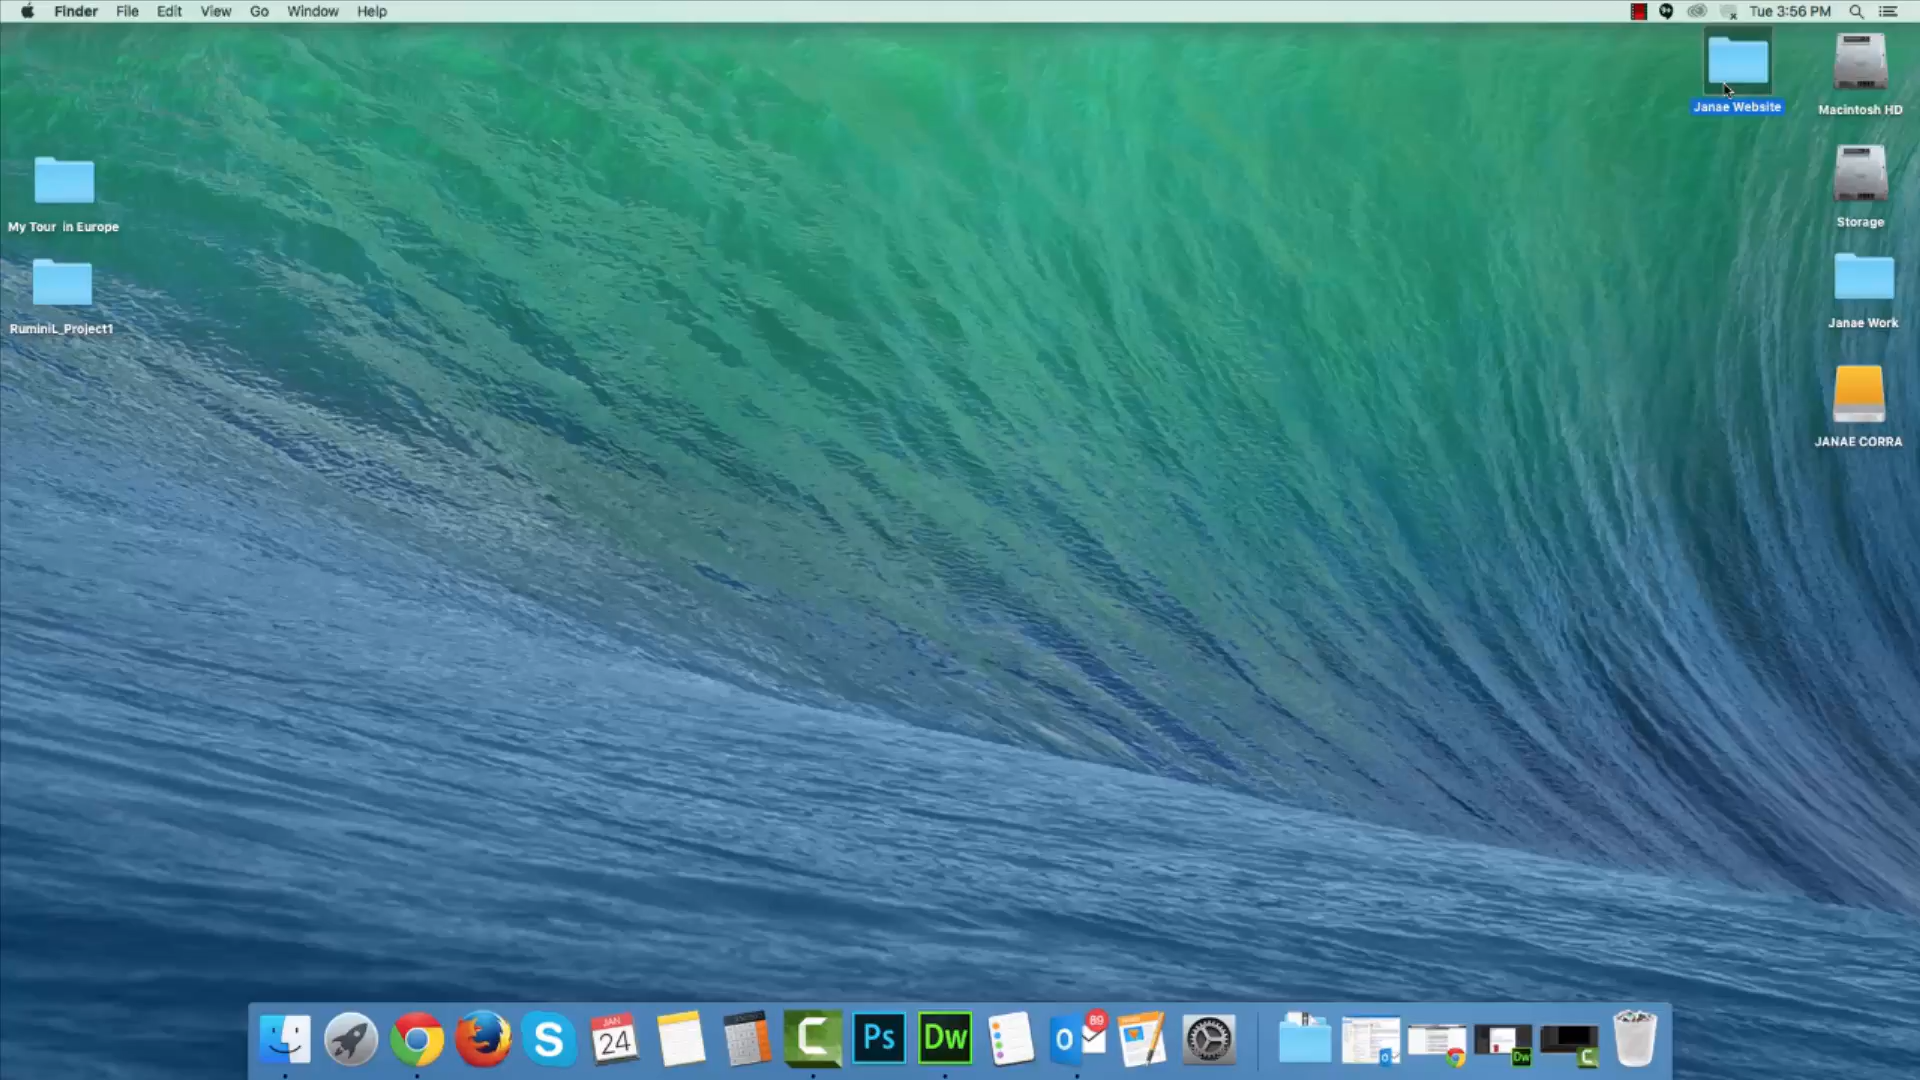 Finder File Edit View Go Window Help
Tue 3:56 PM
Janae Website
Macintosh HD
My Tour in Europe
Storage
RuminiL_Project1
Janae Work
JANAE CORRA
JAN
24
Ps
Dw
89